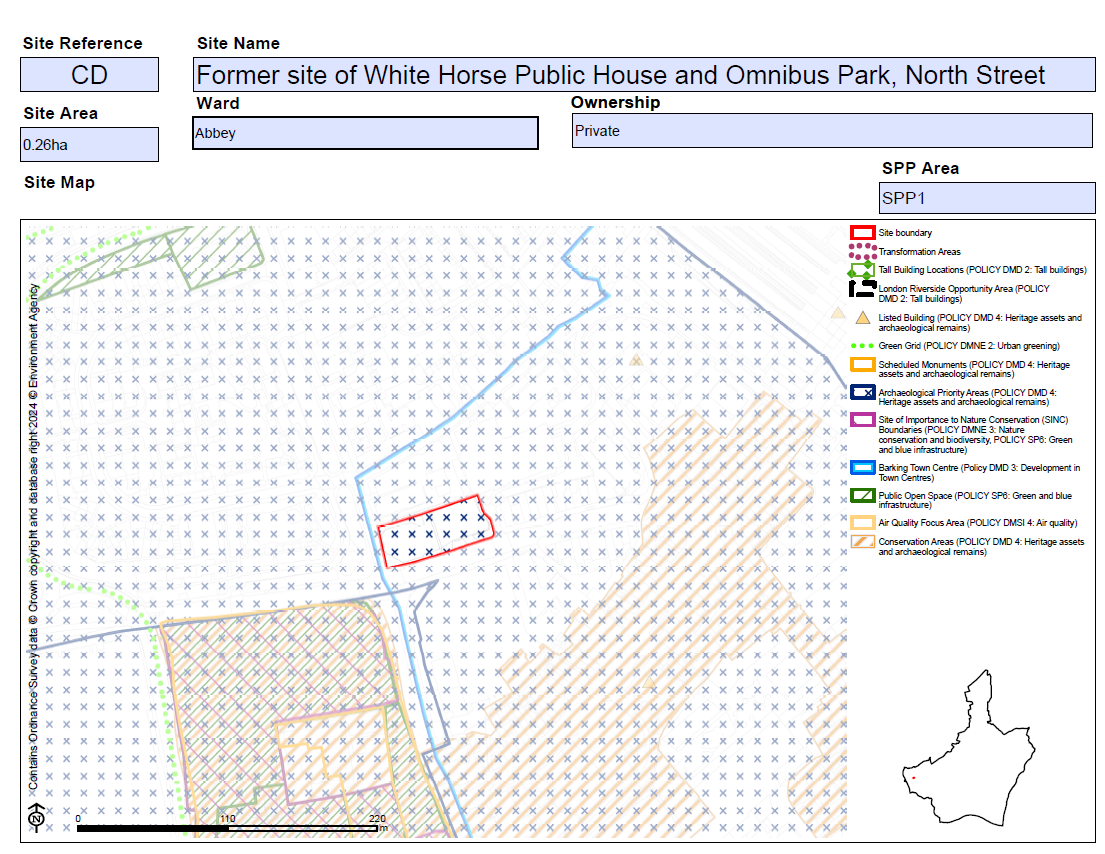 Site Reference
Site Name
CD
Former site of White Horse Public House and Omnibus Park, North Street
Site Area
Ward
Ownership
0.26ha
Abbey
Private
Site Map
SPP Area
SPP1
Contains Ordnance Survey data © Crown copyright and database right 2024 © Environment Agency
Site boundary
Transformation Areas
Tall Building Locations (POLICY DMD 2: Tall buildings)
London Riverside Opportunity Area (POLICY
DMD 2: Tall buildings)
Listed Building (POLICY DMD 4: Heritage assets and
archaeological remains)
Green Grid (POLICY DMNE 2: Urban greening)
Scheduled Monuments (POLICY DMD 4: Heritage
assets and archaeological remains)
Archaeological Priority Areas (POLICY DMD 4:
Heritage assets and archaeological remains)
Site of Importance to Nature Conservation (SINC)
Boundaries (POLICY DMNE 3: Nature
conservation and biodiversity, POLICY SP6: Green
and blue infrastructure)
Barking Town Centre (Policy DMD 3: Development in
Town Centres)
Public Open Space (POLICY SP6: Green and blue
infrastructure)
Air Quality Focus Area (POLICY DMSI 4: Air quality)
Conservation Areas (POLICY DMD 4: Heritage assets
and archaeological remains)
N
0 110 220
m